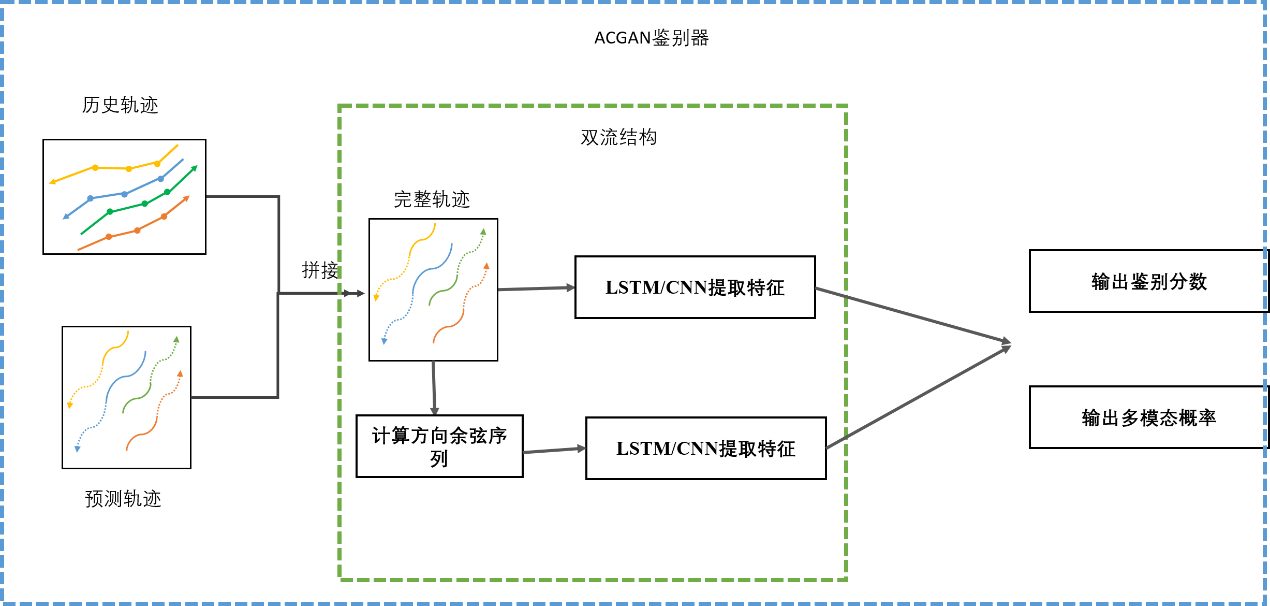 ACGAN鉴别器
历史轨迹
双流结构
完整轨迹
拼接
LSTM/CNN提取特征
输出鉴别分数
预测轨迹
计算方向余弦序
列
LSTM/CNN提取特征
输出多模态概率